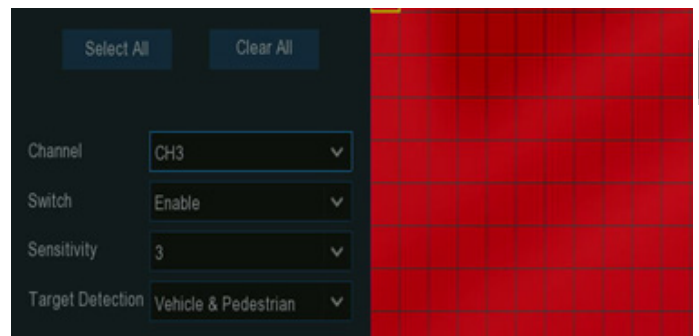 Select All Clear All
Channel CH3
Switch Enable
Sensitivity 3
Target Detection Vehicle & Pedestrian